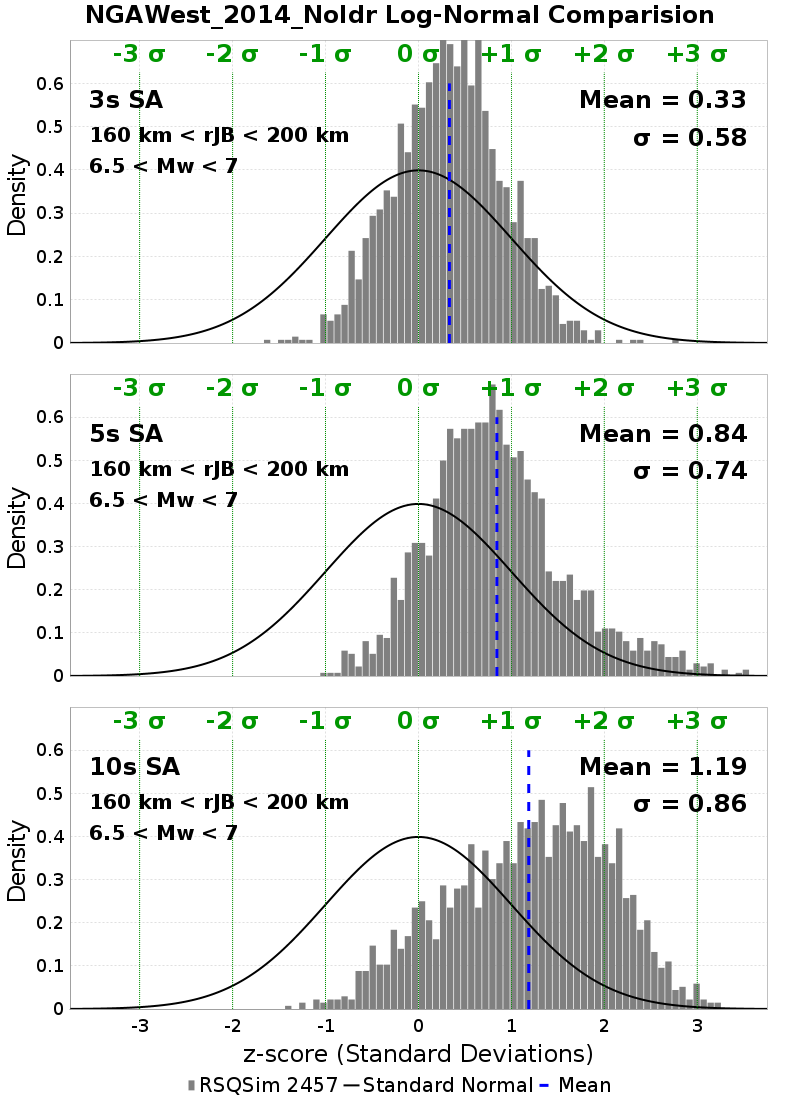 NGAWest_2014_NoIdr Log-Normal Comparision
-3 σ -2 σ -1 σ 0 σ +1 σ +2 σ +3 σ
3s SA
160 km < rJB < 200 km
6.5 < Mw < 7
Mean = 0.33
σ = 0.58
Density
0.6
0.5
0.4
0.3
0.2
0.1
0
-3 σ -2 σ -1 σ 0 σ +1 σ +2 σ +3 σ
5s SA
160 km < rJB < 200 km
6.5 < Mw < 7
Mean = 0.84
σ = 0.74
Density
0.6
0.5
0.4
0.3
0.2
0.1
0
-3 σ -2 σ -1 σ 0 σ +1 σ +2 σ +3 σ
10s SA
160 km < rJB < 200 km
6.5 < Mw < 7
Mean = 1.19
σ = 0.86
Density
0.6
0.5
0.4
0.3
0.2
0.1
0
-3 -2 -1 0 1 2 3
z-score (Standard Deviations)
RSQSim 2457 Standard Normal Mean